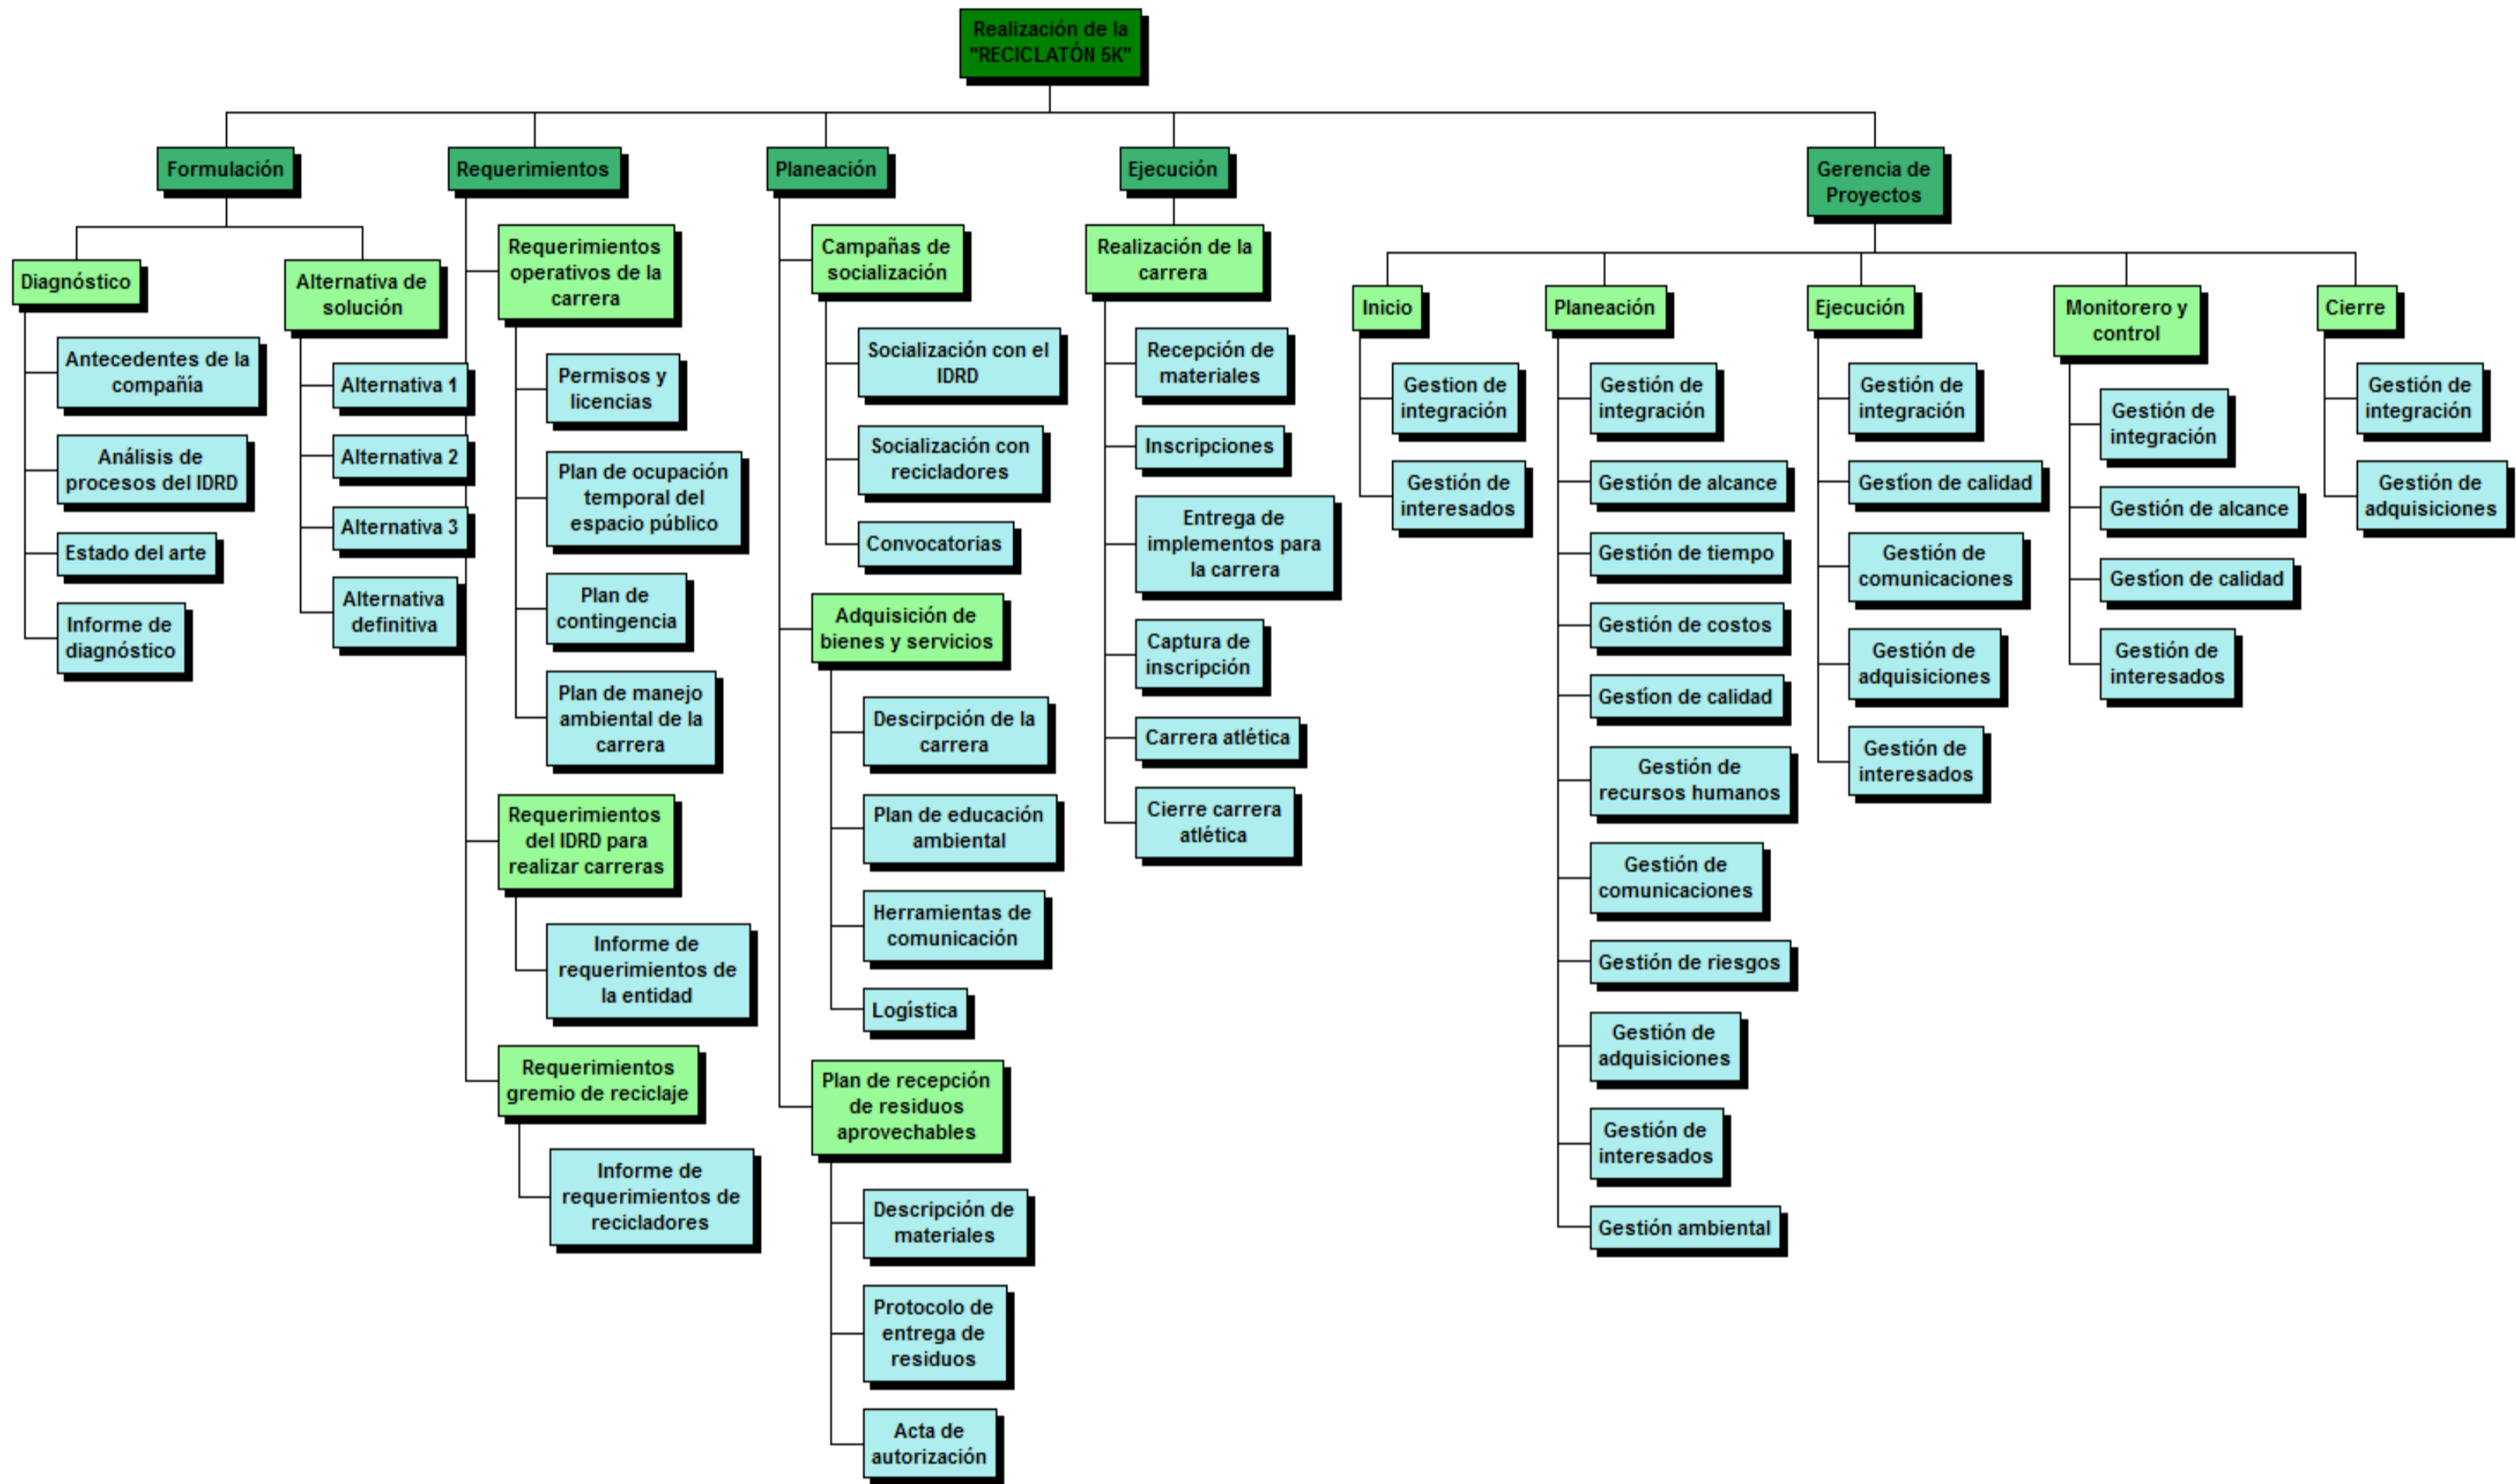 Realización de la
"RECICLATÓN 5K"
Formulación
Diagnóstico
Antecedentes de la
compañía
Análisis de
procesos del IDRD
Estado del arte
Informe de
diagnóstico
Alternativa de
solución
Alternativa 1
Alternativa 2
Alternativa 3
Alternativa
definitiva
Requerimientos
Requerimientos
operativos de la
carrera
Permisos y
licencias
Plan de ocupación
temporal del
espacio público
Plan de
contingencia
Plan de manejo
ambiental de la
carrera
Requerimientos
del IDRD para
realizar carreras
Informe de
requerimientos de
la entidad
Requerimientos
gremio de reciclaje
Informe de
requerimientos de
recicladores
Planeación
Campañas de
socialización
Socialización con el
IDRD
Socialización con
recicladores
Convocatorias
Adquisición de
bienes y servicios
Descirpción de la
carrera
Plan de educación
ambiental
Herramientas de
comunicación
Logística
Plan de recepción
de residuos
aprovechables
Descripción de
materiales
Protocolo de
entrega de
residuos
Acta de
autorización
Ejecución
Realización de la
carrera
Recepción de
materiales
Inscripciones
Entrega de
implementos para
la carrera
Captura de
inscripción
Carrera atlética
Cierre carrera
atlética
Gerencia de
Proyectos
Inicio
Gestion de
integración
Gestión de
interesados
Planeación
Gestión de
integración
Gestión de alcance
Gestión de tiempo
Gestión de costos
Gestíon de calidad
Gestión de
recursos humanos
Gestión de
comunicaciones
Gestión de riesgos
Gestión de
adquisiciones
Gestión de
interesados
Gestión ambiental
Ejecución
Gestión de
integración
Gestíon de calidad
Gestión de
comunicaciones
Gestión de
adquisiciones
Gestión de
interesados
Monitorero y
control
Gestión de
integración
Gestión de alcance
Gestíon de calidad
Gestión de
interesados
Cierre
Gestión de
integración
Gestión de
adquisiciones